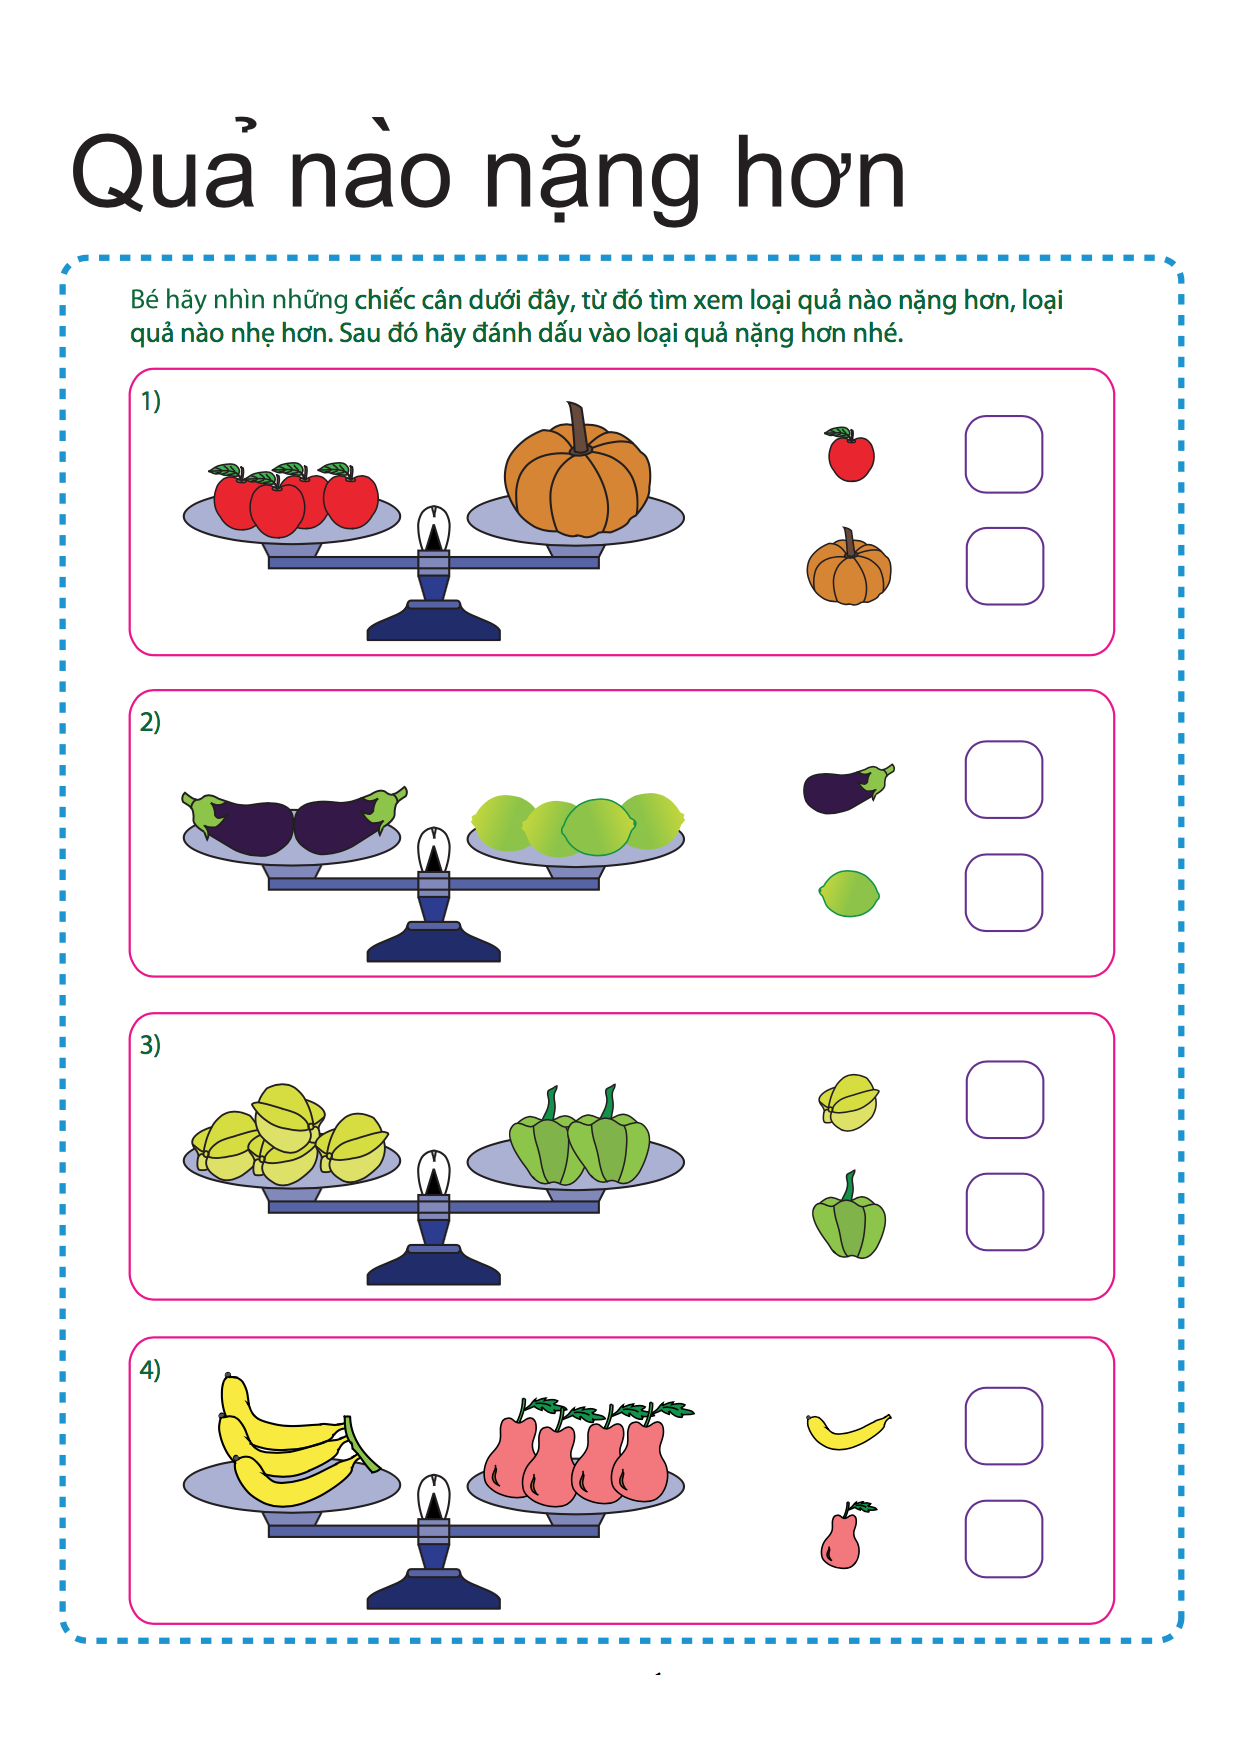 Quả nào nặng hơn
Bé hãy nhìn những chiếc cân dưới đây, từ đó tìm xem loại quả nào nặng hơn, loại
quả nào nhẹ hơn. Sau đó hãy đánh dấu vào loại quả nặng hơn nhé.
1)
2)
3)
4)